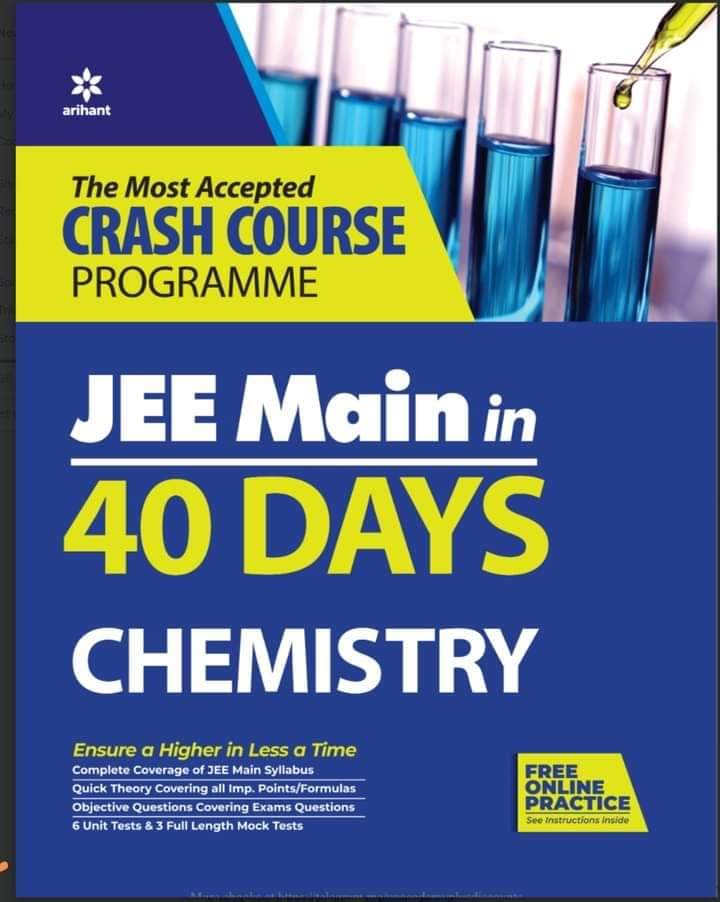 arihant
The Most Accepted
CRASH COURSE
PROGRAMME
JEE Main in
40 DAYS
CHEMISTRY
Ensure a Higher in Less a Time
Complete Coverage of JEE Main Syllabus
Quick Theory Covering all Imp. Points/Formulas
Objective Questions Covering Exams Questions
6 Unit Tests & 3 Full Length Mock Tests
FREE
ONLINE
PRACTICE
See Instructions inside